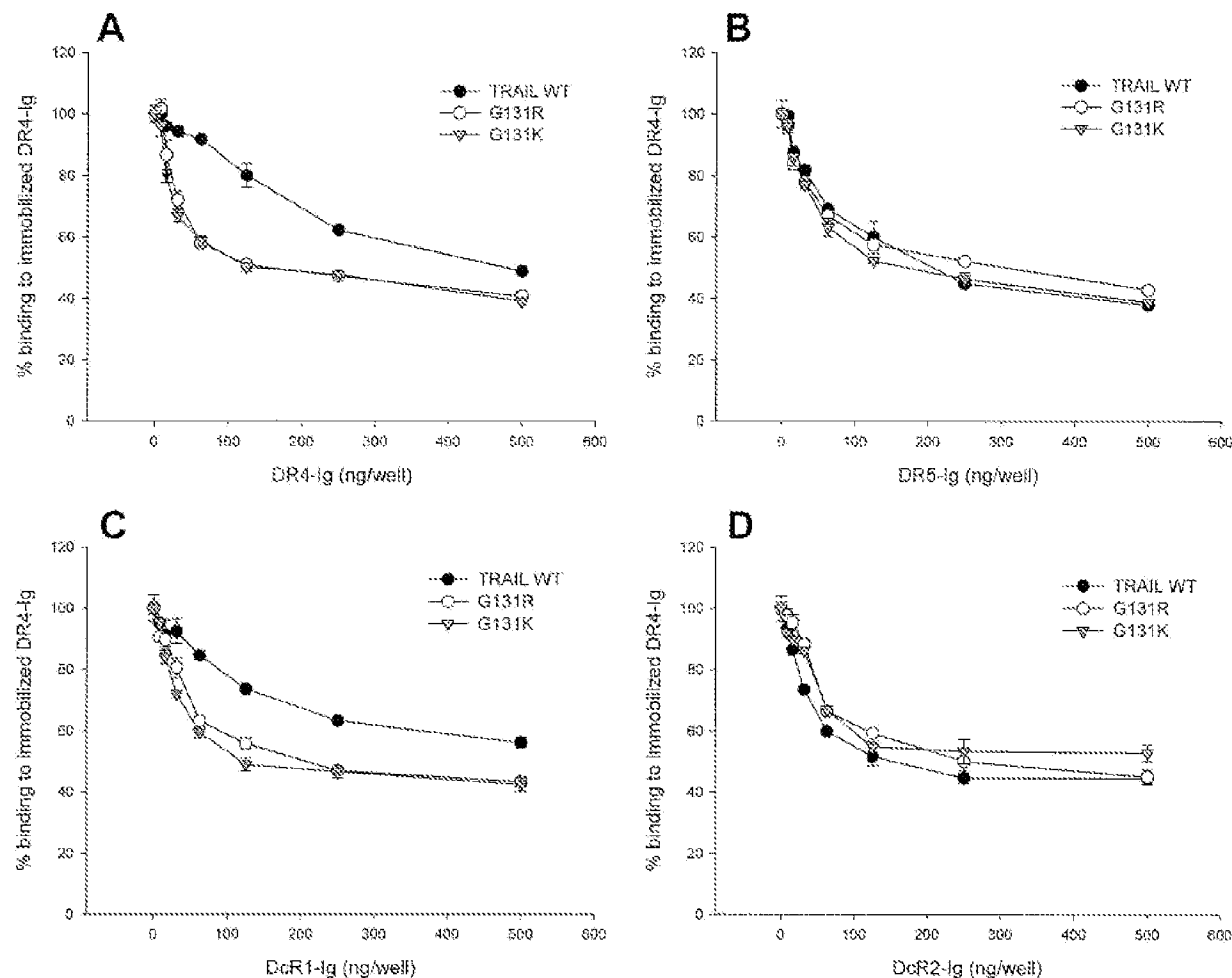 A
% binding to immobilized DR4-Ig
120
100
80
60
40
20
0
TRAIL WT
G131R
G131K
0 100 200 300 400 500 600
DR4-Ig (ng/well)
B
% binding to immobilized DR4-Ig
120
100
80
60
40
20
0
TRAIL WT
G131R
G131K
0 100 200 300 400 500 600
DR5-Ig (ng/well)
C
% binding to immobilized DR4-Ig
120
100
80
60
40
20
0
TRAIL WT
G131R
G131K
0 100 200 300 400 500 600
DcR1-Ig (ng/well)
D
% binding to immobilized DR4-Ig
120
100
80
60
40
20
0
TRAIL WT
G131R
G131K
0 100 200 300 400 500 600
DcR2-Ig (ng/well)